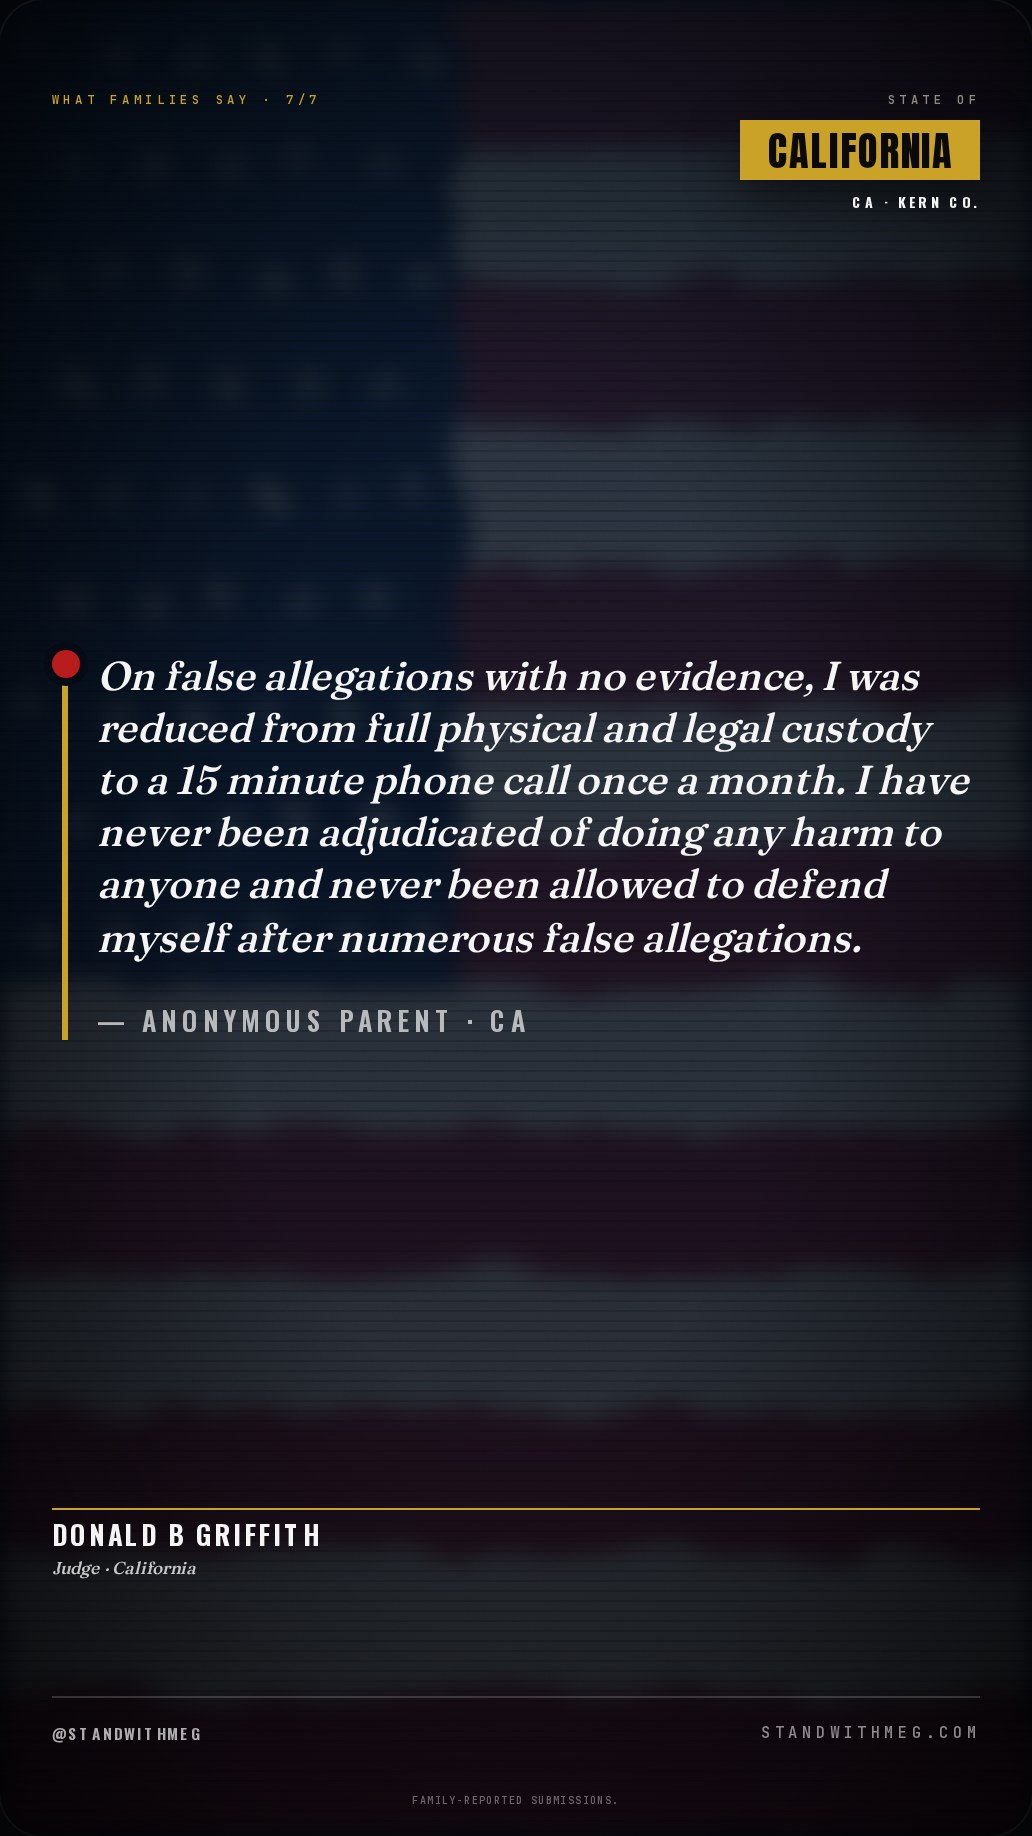 WHAT FAMILIES SAY · 7/7
STATE OF
CALIFORNIA
CA · KERN CO.
On false allegations with no evidence, I was
reduced from full physical and legal custody
to a 15 minute phone call once a month. I have
never been adjudicated of doing any harm to
anyone and never been allowed to defend
myself after numerous false allegations.
— ANONYMOUS PARENT · CA
DONALD B GRIFFITH
Judge · California
@STANDWITHMEG
STANDWITHMEG.COM
FAMILY-REPORTED SUBMISSIONS.